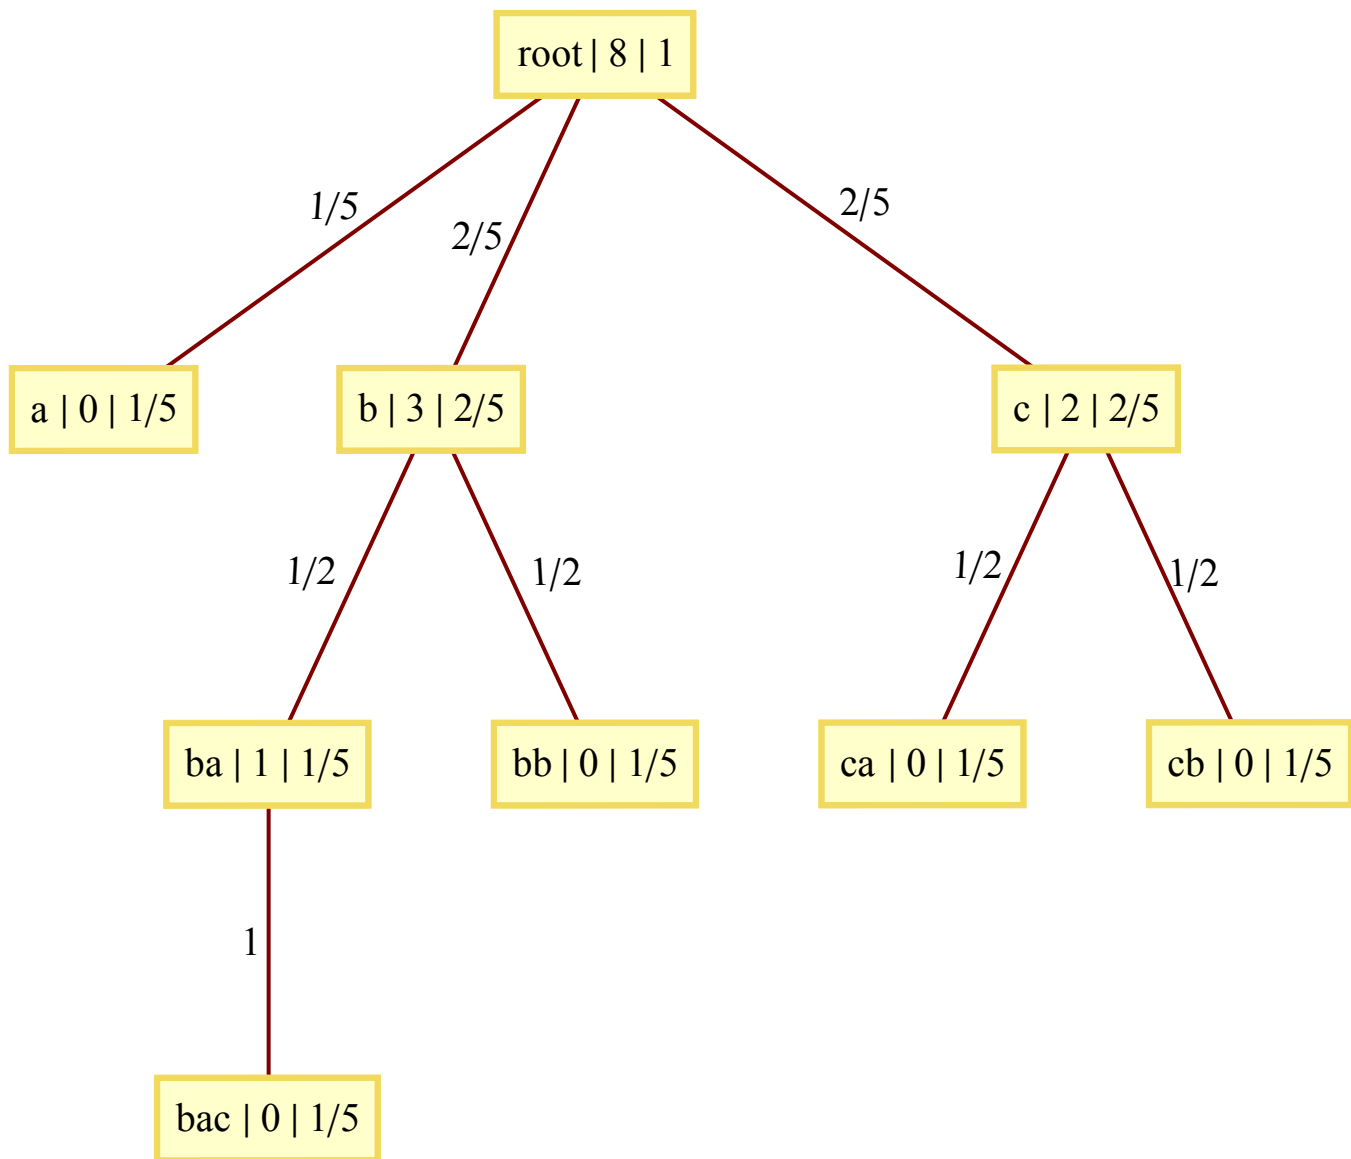 root | 8 | 1
1/5
2/5
2/5
a | 0 | 1/5
b | 3 | 2/5
c | 2 | 2/5
1/2
1/2
1/2
1/2
ba | 1 | 1/5
bb | 0 | 1/5
ca | 0 | 1/5
cb | 0 | 1/5
1
bac | 0 | 1/5